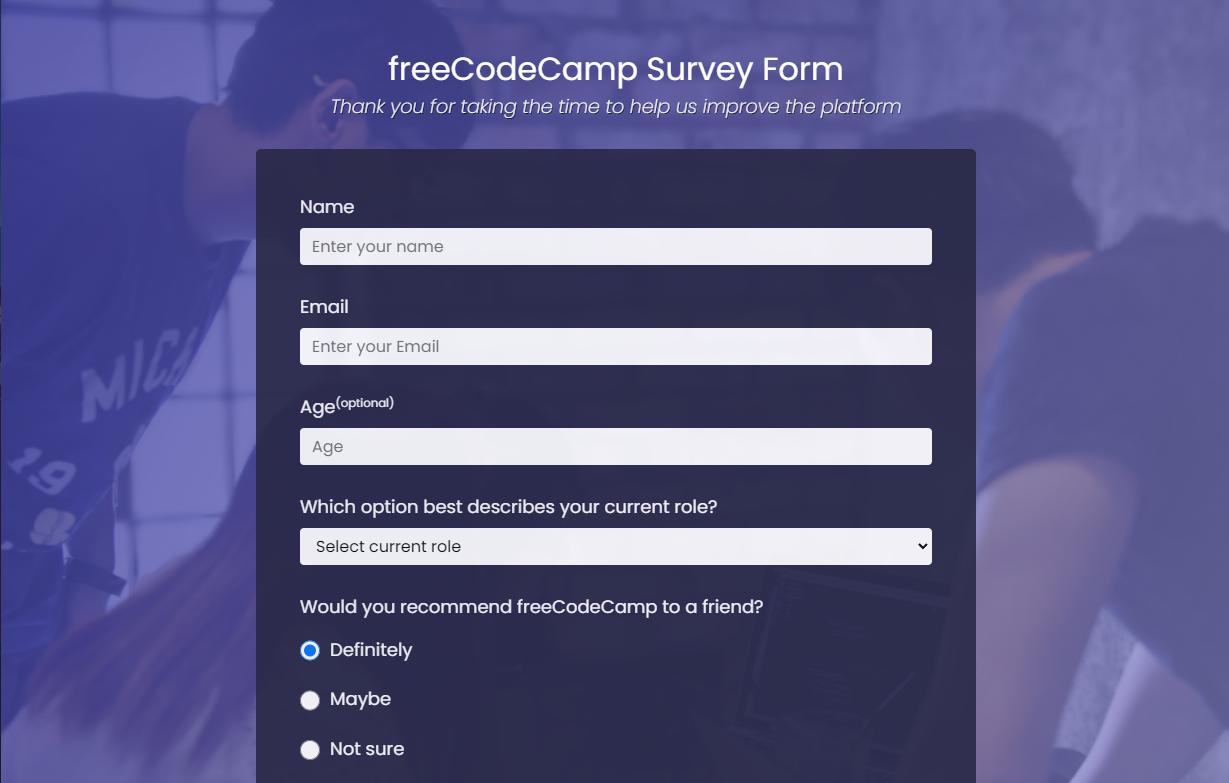 freeCodeCamp Survey Form
Thank you for taking the time to help us improve the platform
Name
Enter your name
Email
Enter your Email
Age(optional)
Age
Which option best describes your current role?
Select current role
Would you recommend freeCodeCamp to a friend?
Definitely
Maybe
Not sure
MICH
19